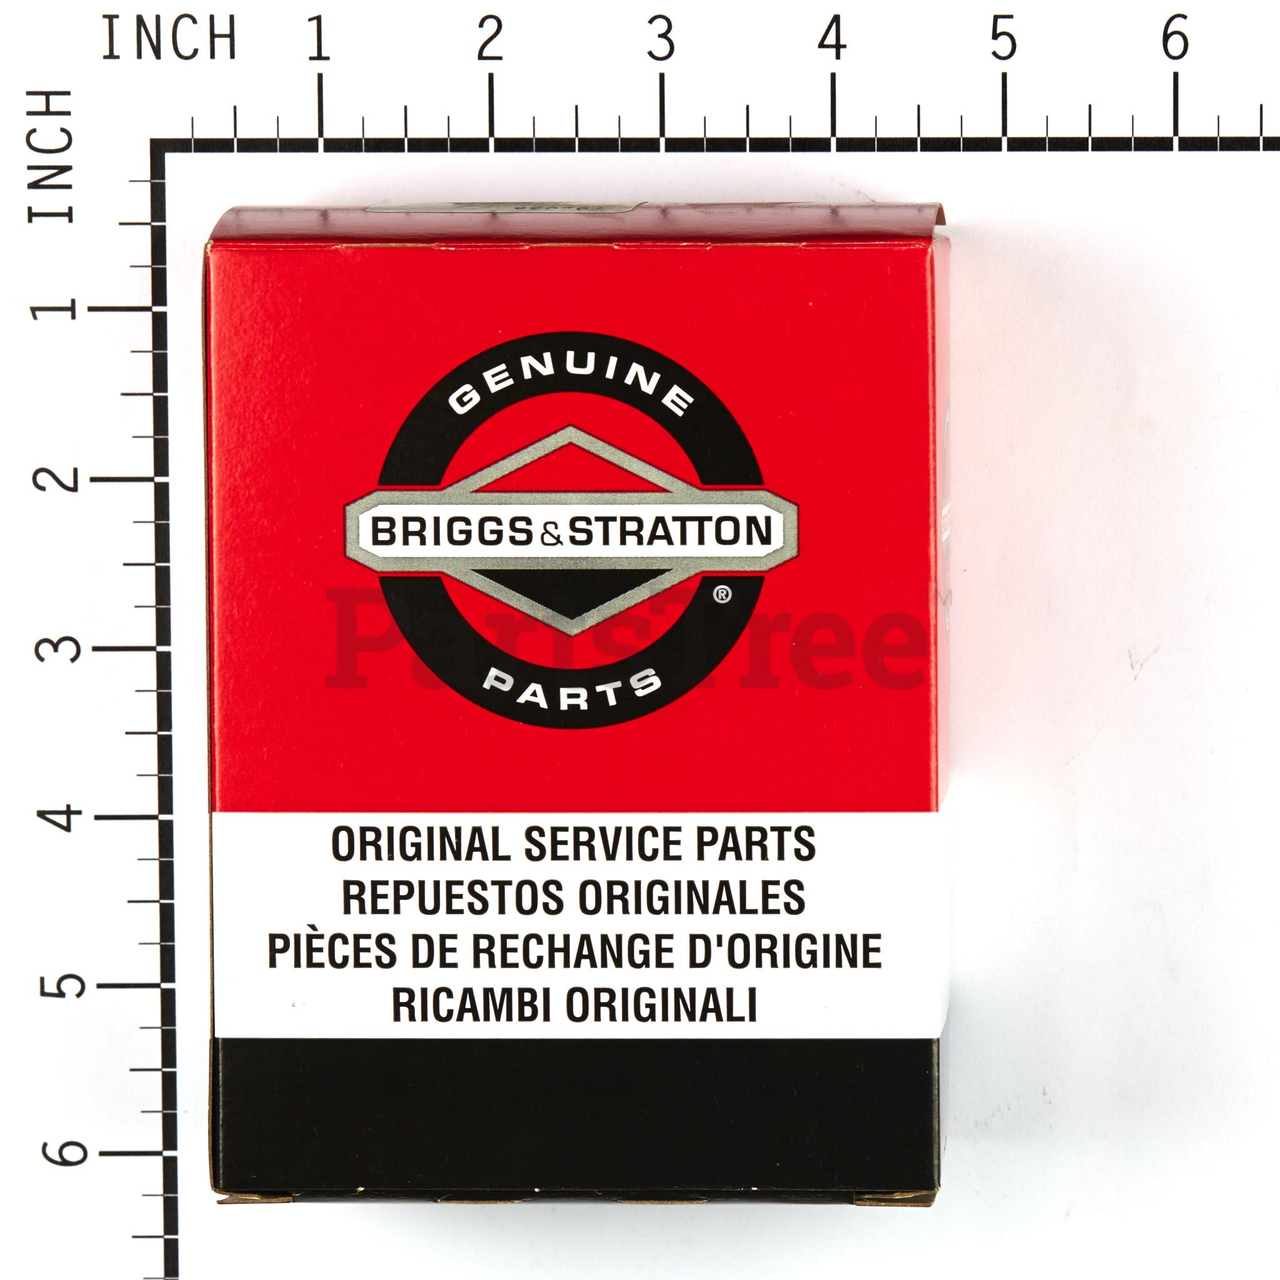 INCH 1 2 3 4 5 6
INCH
1
2
3
4
5
6
GENUINE
BRIGGS & STRATTON
®
PARTS
PartsTree™
ORIGINAL SERVICE PARTS
REPUESTOS ORIGINALES
PIÈCES DE RECHANGE D'ORIGINE
RICAMBI ORIGINALI